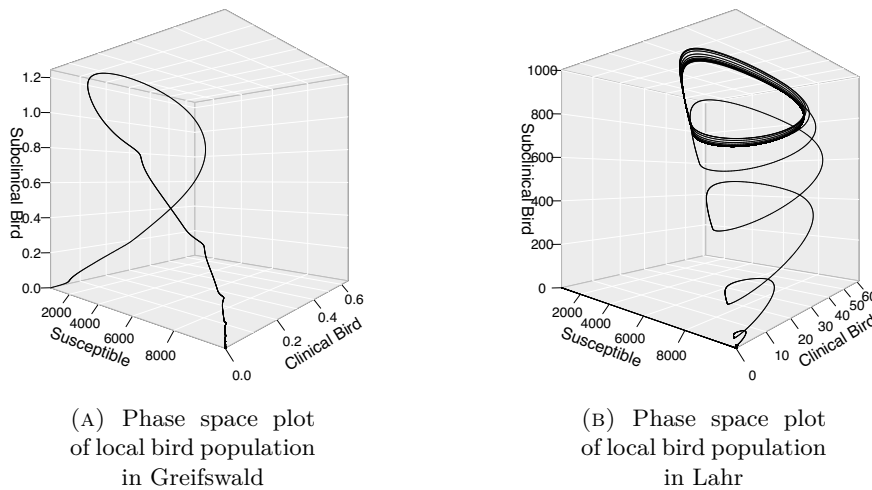 1.2
1.0
0.8
0.6
0.4
0.2
0.0
Subclinical Bird
2000
4000
6000
8000
Susceptible
0.0
0.2
0.4
0.6
Clinical Bird
(A) Phase space plot
of local bird population
in Greifswald
1000
800
600
400
200
0
Subclinical Bird
2000
4000
6000
8000
Susceptible
0
10
20
30
40
50
60
Clinical Bird
(B) Phase space plot
of local bird population
in Lahr